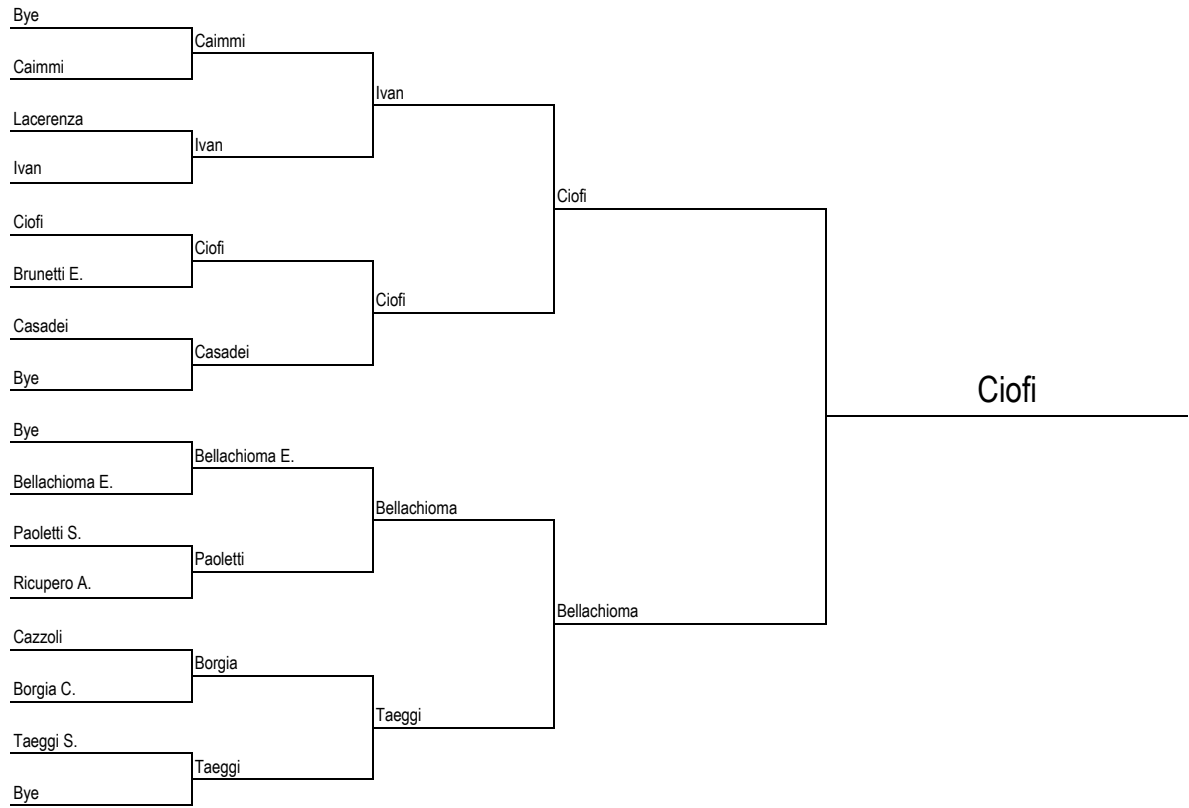 Bye
Caimmi
Caimmi
Ivan
Lacerenza
Ivan
Ivan
Ciofi
Ciofi
Ciofi
Brunetti E.
Ciofi
Casadei
Casadei
Bye
Ciofi
Bye
Bellachioma E.
Bellachioma E.
Bellachioma
Paoletti S.
Paoletti
Ricupero A.
Bellachioma
Cazzoli
Borgia
Borgia C.
Taeggi
Taeggi S.
Taeggi
Bye